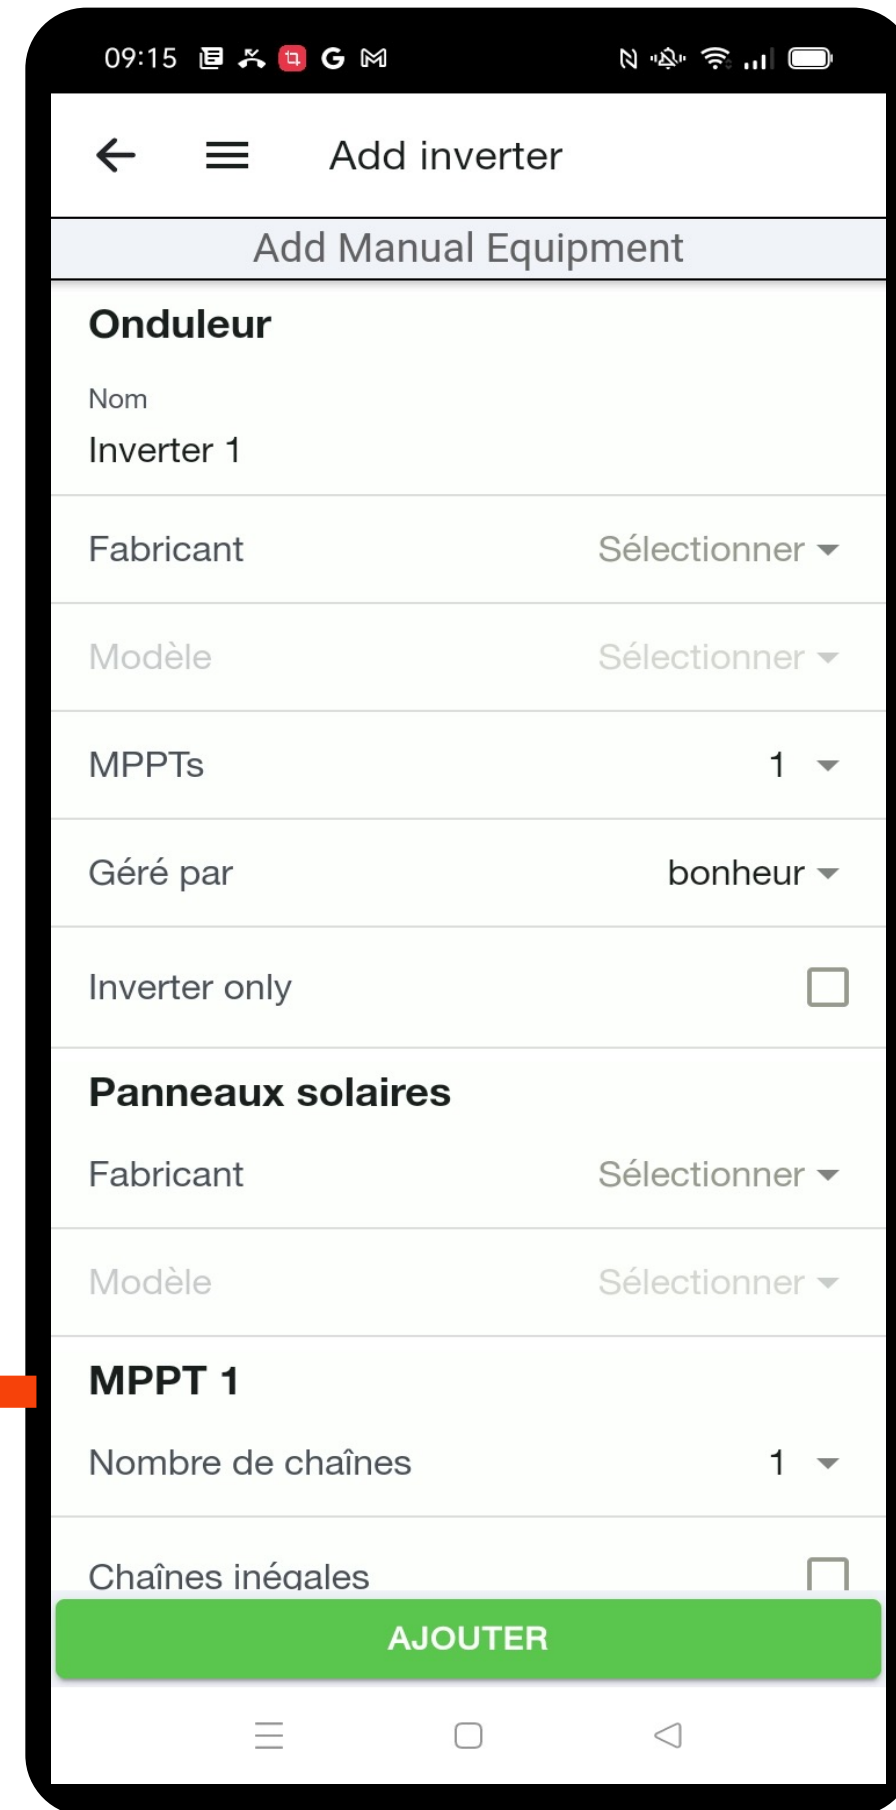 09:15
Add inverter
Add Manual Equipment
Onduleur
Nom
Inverter 1
Fabricant Sélectionner
Modèle Sélectionner
MPPTs 1
Géré par bonheur
Inverter only
Panneaux solaires
Fabricant Sélectionner
Modèle Sélectionner
MPPT 1
Nombre de chaînes 1
Chaînes inégales
AJOUTER